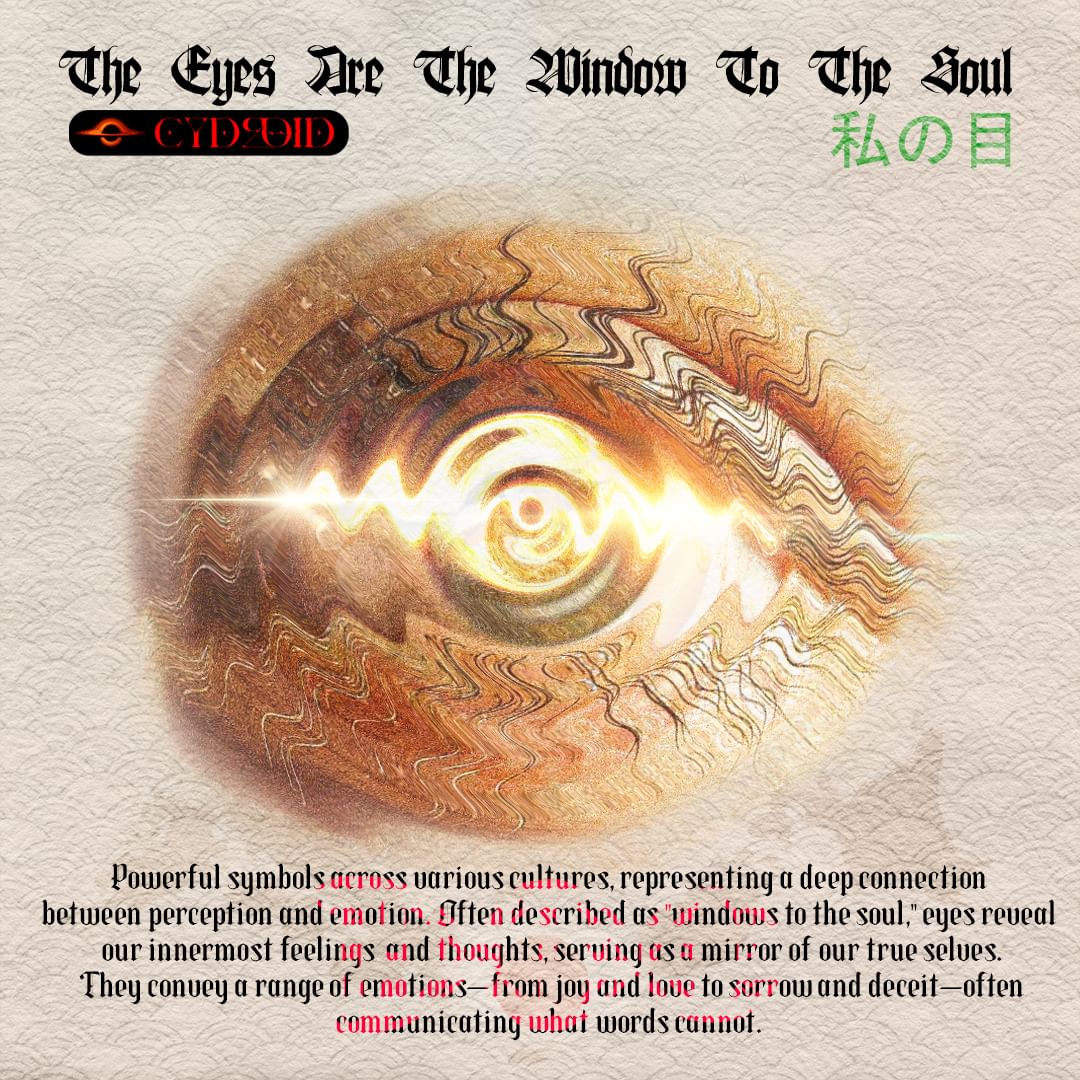 The Eyes Are The Window To The Soul
CYDROID
私の目
Powerful symbols across various cultures, representing a deep connection
between perception and emotion. Often described as "windows to the soul," eyes reveal
our innermost feelings and thoughts, serving as a mirror of our true selves.
They convey a range of emotions—from joy and love to sorrow and deceit—often
communicating what words cannot.